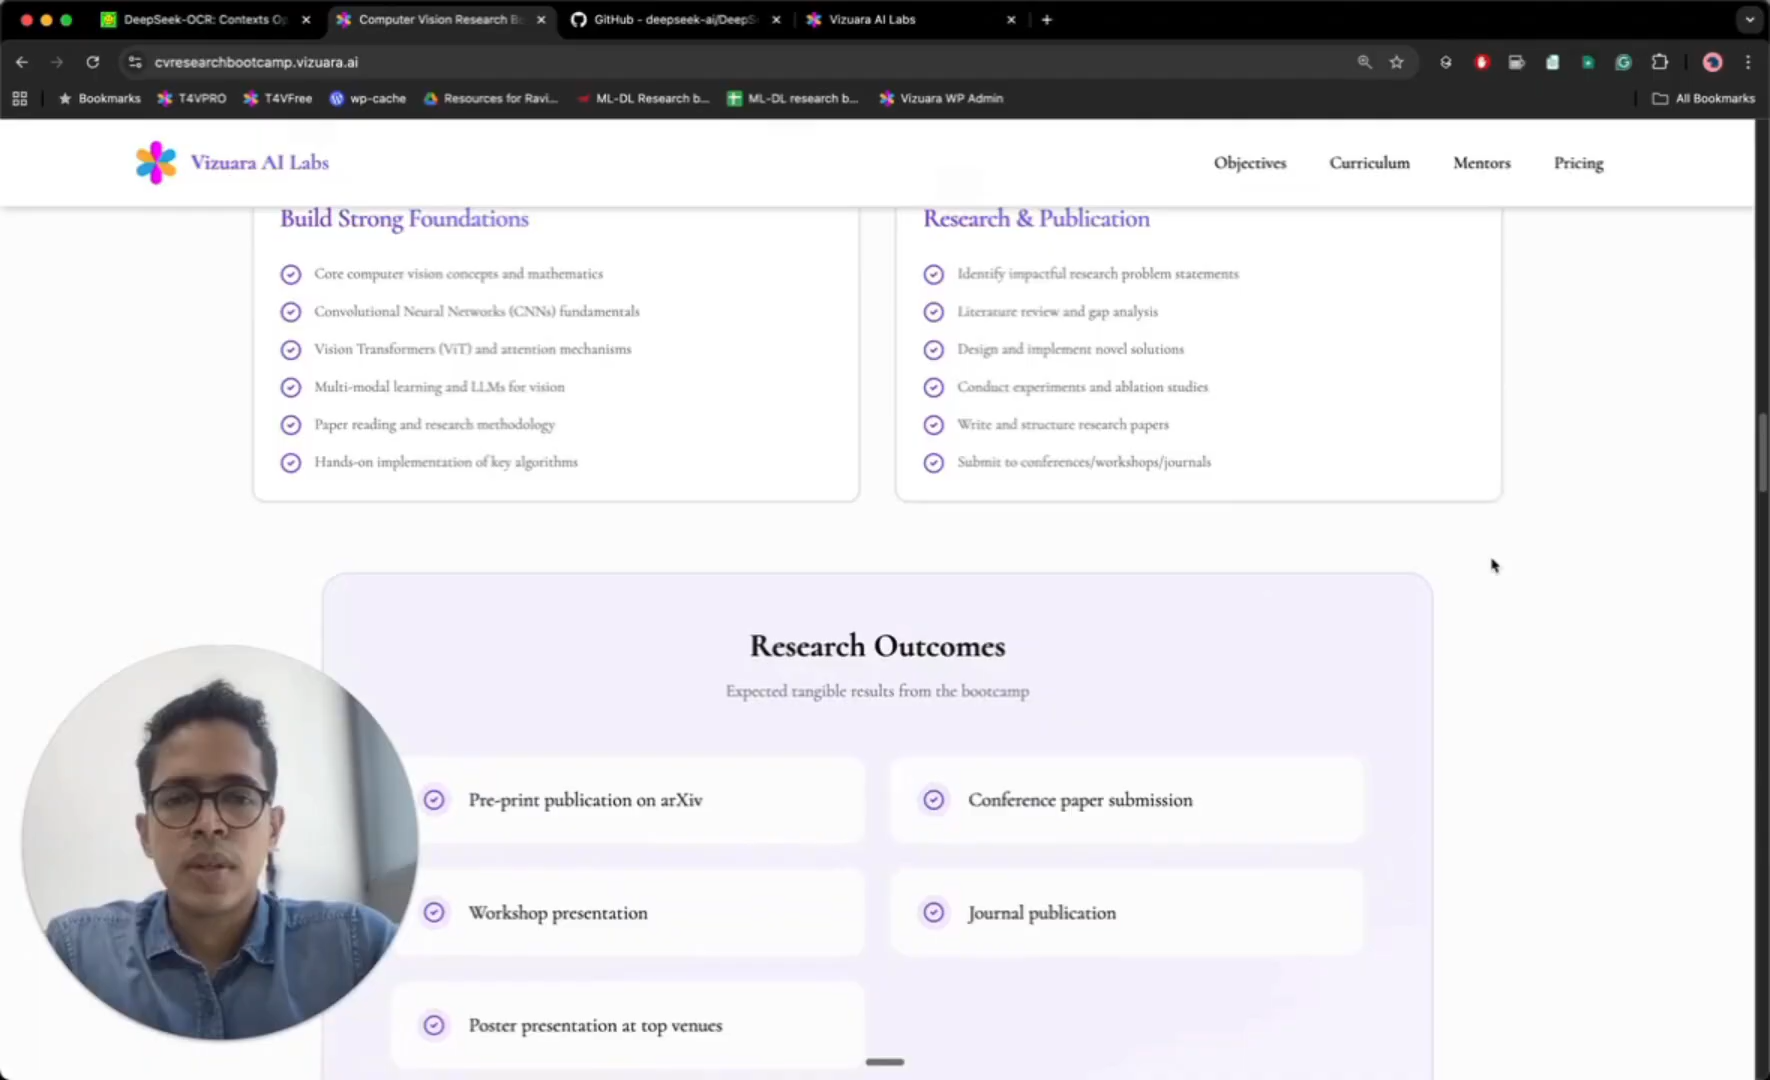 DeepSeek-OCR: Contexts Op
Computer Vision Research B
GitHub - deepseek-ai/DeepS
Vizuara AI Labs
cvresearchbootcamp.vizuara.ai
Bookmarks
T4VPRO
T4VFree
wp-cache
Resources for Ravi...
ML-DL Research b...
ML-DL research b...
Vizuara WP Admin
All Bookmarks
Vizuara AI Labs
Objectives
Curriculum
Mentors
Pricing
Build Strong Foundations
Core computer vision concepts and mathematics
Convolutional Neural Networks (CNNs) fundamentals
Vision Transformers (ViT) and attention mechanisms
Multi-modal learning and LLMs for vision
Paper reading and research methodology
Hands-on implementation of key algorithms
Research & Publication
Identify impactful research problem statements
Literature review and gap analysis
Design and implement novel solutions
Conduct experiments and ablation studies
Write and structure research papers
Submit to conferences/workshops/journals
Research Outcomes
Expected tangible results from the bootcamp
Pre-print publication on arXiv
Conference paper submission
Workshop presentation
Journal publication
Poster presentation at top venues